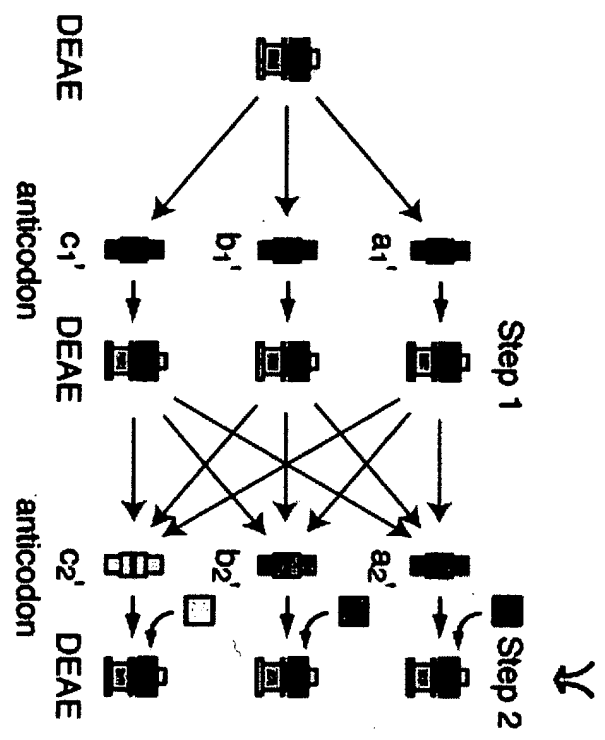 Step 1 Step 2
a₁' a₂'
b₁' b₂'
DEAE c₁' DEAE c₂' DEAE
anticodon anticodon